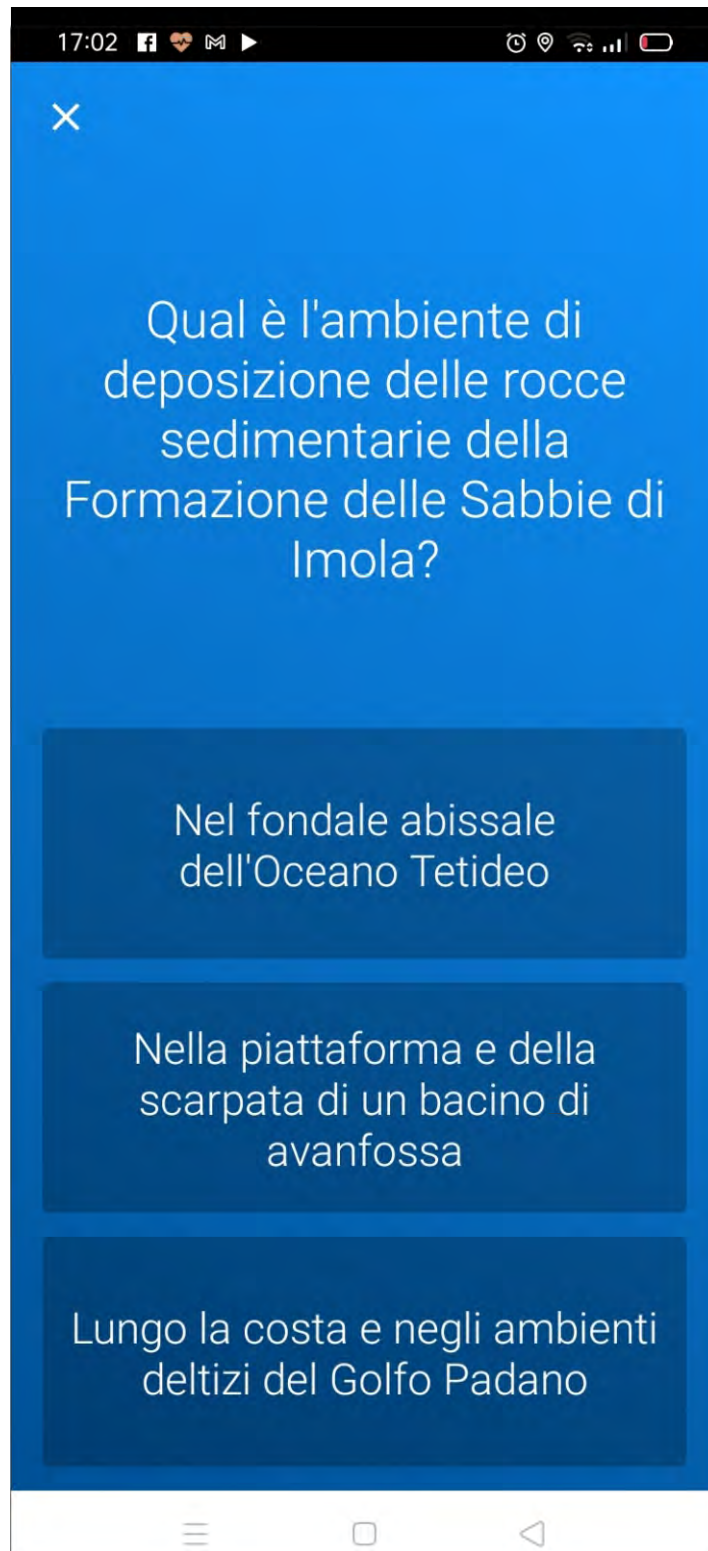 17:02
Qual è l'ambiente di
deposizione delle rocce
sedimentarie della
Formazione delle Sabbie di
Imola?
Nel fondale abissale
dell'Oceano Tetideo
Nella piattaforma e della
scarpata di un bacino di
avanfossa
Lungo la costa e negli ambienti
deltizi del Golfo Padano